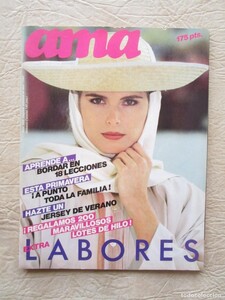 ama
175 pts.
APRENDE A...
BORDAR EN
18 LECCIONES
ESTA PRIMAVERA
¡A PUNTO
TODA LA FAMILIA!
HAZTE UN
JERSEY DE VERANO
¡REGALAMOS 200
MARAVILLOSOS
LOTES DE HILO!
EXTRA
LABORES